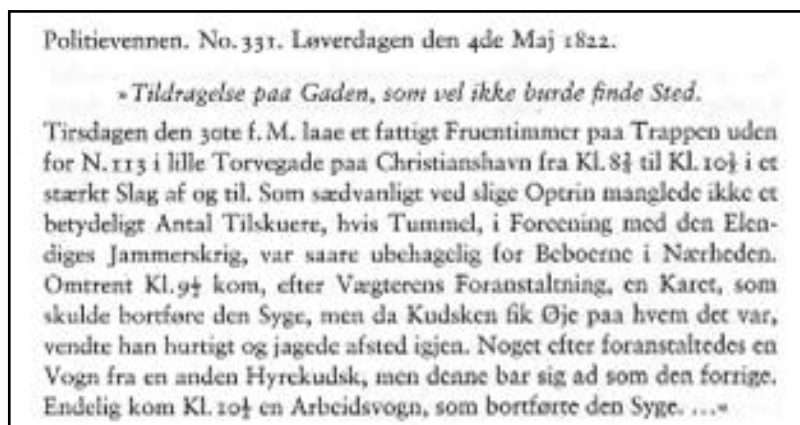 Politievennen. No. 331. Løverdagen den 4de Maj 1822.
»Tildragelse paa Gaden, som vel ikke burde finde Sted.
Tirsdagen den 30te f. M. laae et fattigt Fruentimmer paa Trappen uden
for N. 113 i lille Torvegade paa Christianshavn fra Kl. 8¾ til Kl. 10½ i et
stærkt Slag af og til. Som sædvanligt ved slige Optrin manglede ikke et
betydeligt Antal Tilskuere, hvis Tummel, i Foreening med den Elen-
diges Jammerskrig, var saare ubehagelig for Beboerne i Nærheden.
Omtrent Kl. 9½ kom, efter Vægterens Foranstaltning, en Karet, som
skulde bortføre den Syge, men da Kudsken fik Øje paa hvem det var,
vendte han hurtigt og jagede afsted igjen. Noget efter foranstaltedes en
Vogn fra en anden Hyrekudsk, men denne bar sig ad som den forrige.
Endelig kom Kl. 10½ en Arbeidsvogn, som bortførte den Syge. ...«